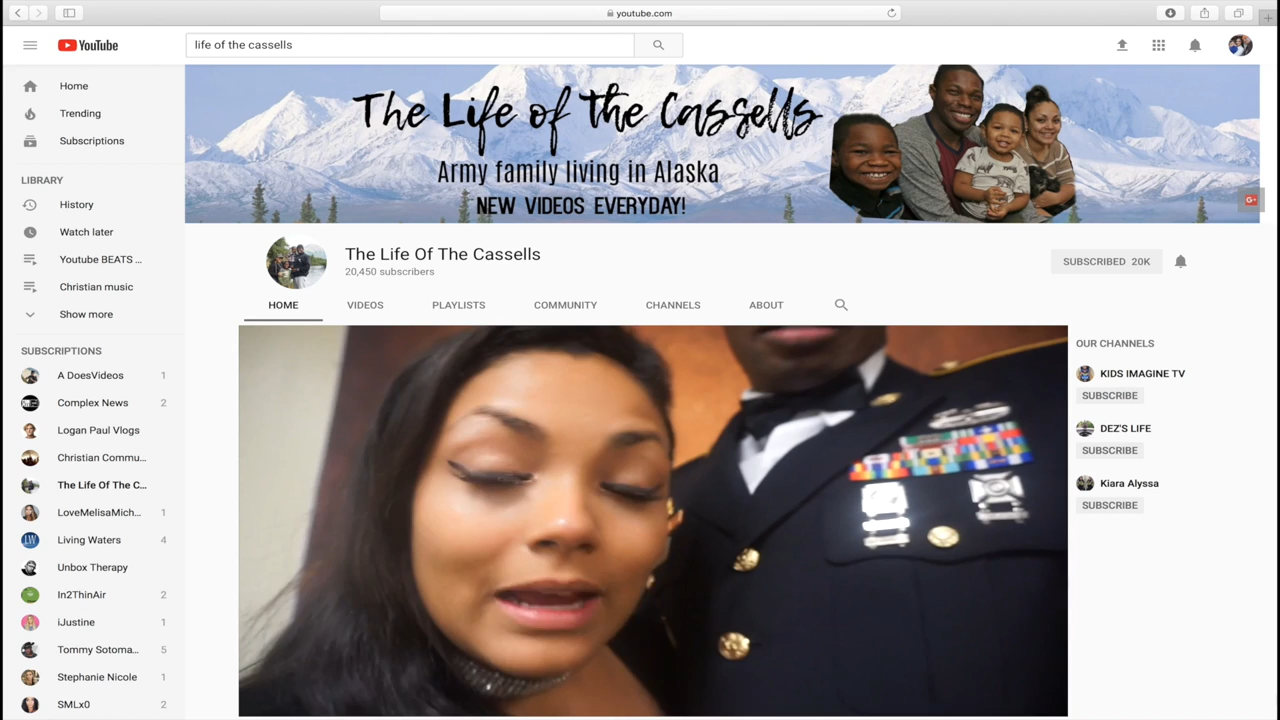 youtube.com
YouTube
life of the cassells
Home
Trending
Subscriptions
LIBRARY
History
Watch later
Youtube BEATS ...
Christian music
Show more
SUBSCRIPTIONS
A DoesVideos 1
Complex News 2
Logan Paul Vlogs
Christian Commu...
The Life Of The C...
LoveMelisaMich... 1
LW Living Waters 4
Unbox Therapy
In2ThinAir 2
iJustine 1
Tommy Sotoma... 5
Stephanie Nicole 1
SMLx0 2
The Life of the Cassells
Army family living in Alaska
NEW VIDEOS EVERYDAY!
G+
The Life Of The Cassells
20,450 subscribers
SUBSCRIBED 20K
HOME VIDEOS PLAYLISTS COMMUNITY CHANNELS ABOUT
OUR CHANNELS
KIDS IMAGINE TV
SUBSCRIBE
DEZ'S LIFE
SUBSCRIBE
Kiara Alyssa
SUBSCRIBE